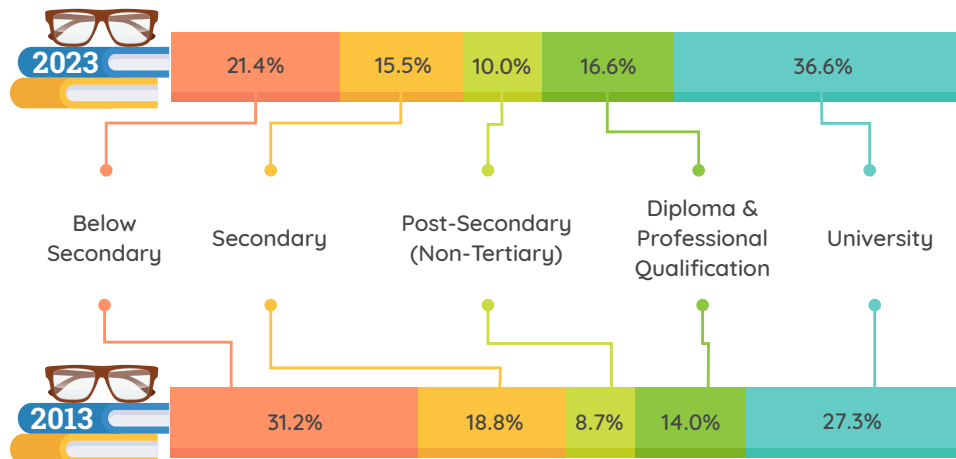 2023
21.4%
15.5%
10.0%
16.6%
36.6%
Below
Secondary
Secondary
Post-Secondary
(Non-Tertiary)
Diploma &
Professional
Qualification
University
2013
31.2%
18.8%
8.7%
14.0%
27.3%